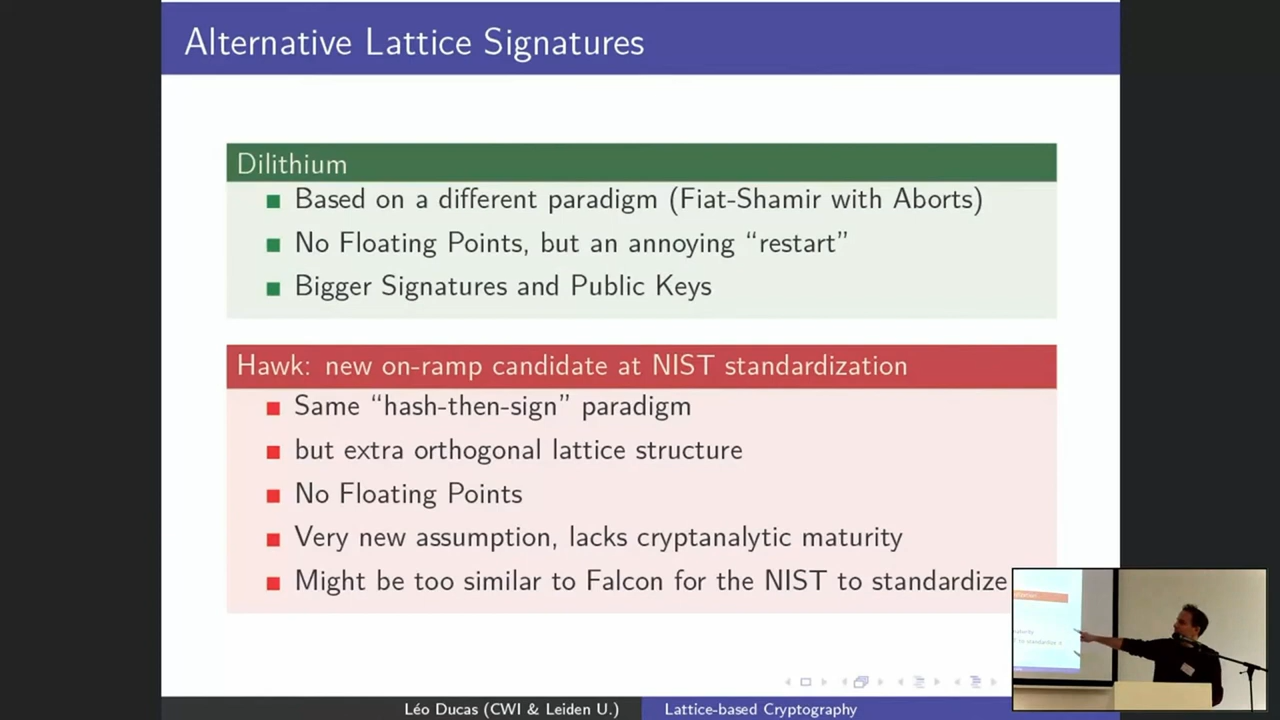 Alternative Lattice Signatures
Dilithium
Based on a different paradigm (Fiat-Shamir with Aborts)
No Floating Points, but an annoying “restart”
Bigger Signatures and Public Keys
Hawk: new on-ramp candidate at NIST standardization
Same “hash-then-sign” paradigm
but extra orthogonal lattice structure
No Floating Points
Very new assumption, lacks cryptanalytic maturity
Might be too similar to Falcon for the NIST to standardize
Léo Ducas (CWI & Leiden U.)
Lattice-based Cryptography